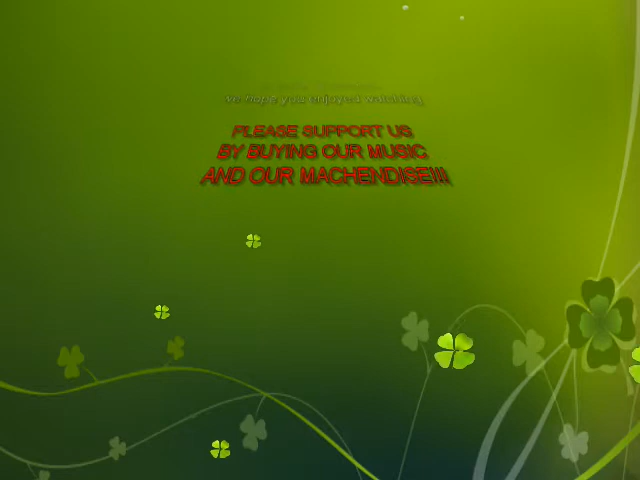 We hope you enjoyed watching
PLEASE SUPPORT US
BY BUYING OUR MUSIC
AND OUR MACHENDISE!!!